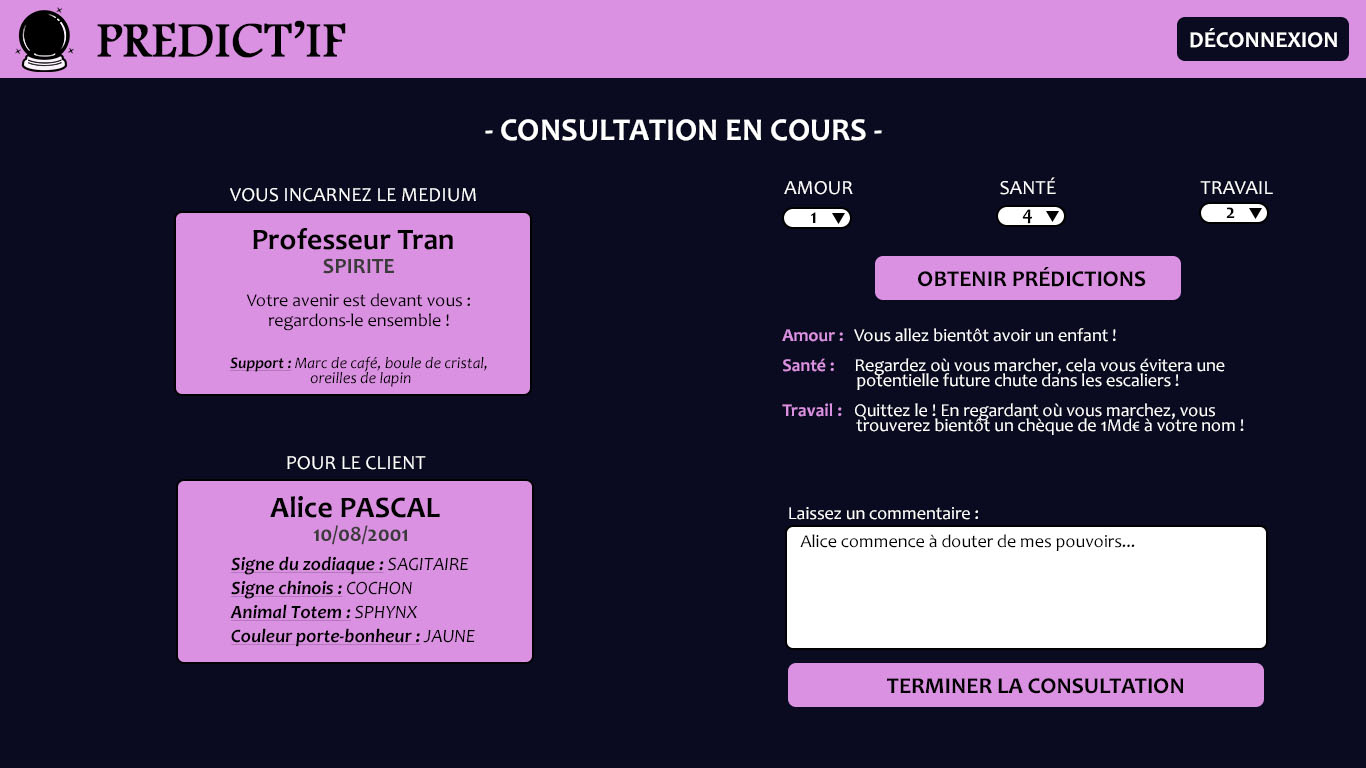 PREDICT'IF
DÉCONNEXION
- CONSULTATION EN COURS -
VOUS INCARNEZ LE MEDIUM
Professeur Tran
SPIRITE
Votre avenir est devant vous :
regardons-le ensemble !
Support : Marc de café, boule de cristal,
oreilles de lapin
POUR LE CLIENT
Alice PASCAL
10/08/2001
Signe du zodiaque : SAGITAIRE
Signe chinois : COCHON
Animal Totem : SPHYNX
Couleur porte-bonheur : JAUNE
AMOUR SANTÉ TRAVAIL
1 ▼ 4 ▼ 2 ▼
OBTENIR PRÉDICTIONS
Amour : Vous allez bientôt avoir un enfant !
Santé : Regardez où vous marcher, cela vous évitera une
potentielle future chute dans les escaliers !
Travail : Quittez le ! En regardant où vous marchez, vous
trouverez bientôt un chèque de 1Md€ à votre nom !
Laissez un commentaire :
Alice commence à douter de mes pouvoirs...
TERMINER LA CONSULTATION